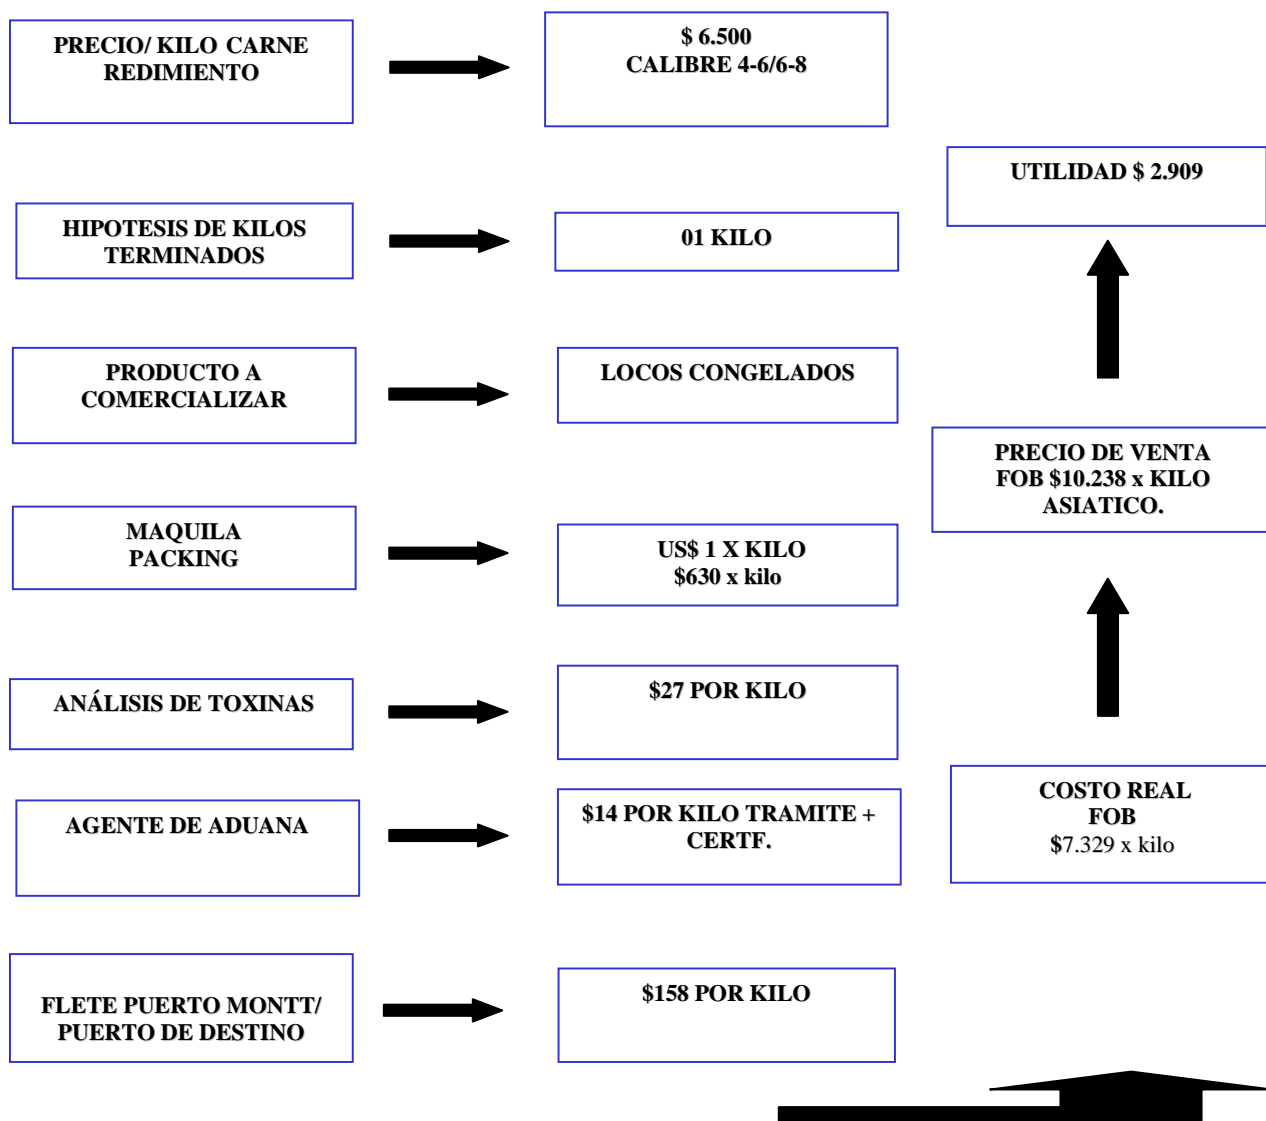 PRECIO/ KILO CARNE
REDIMIENTO
$ 6.500
CALIBRE 4-6/6-8
HIPOTESIS DE KILOS
TERMINADOS
01 KILO
PRODUCTO A
COMERCIALIZAR
LOCOS CONGELADOS
MAQUILA
PACKING
US$ 1 X KILO
$630 x kilo
ANÁLISIS DE TOXINAS
$27 POR KILO
AGENTE DE ADUANA
$14 POR KILO TRAMITE +
CERTF.
FLETE PUERTO MONTT/
PUERTO DE DESTINO
$158 POR KILO
UTILIDAD $ 2.909
PRECIO DE VENTA
FOB $10.238 x KILO
ASIATICO.
COSTO REAL
FOB
$7.329 x kilo